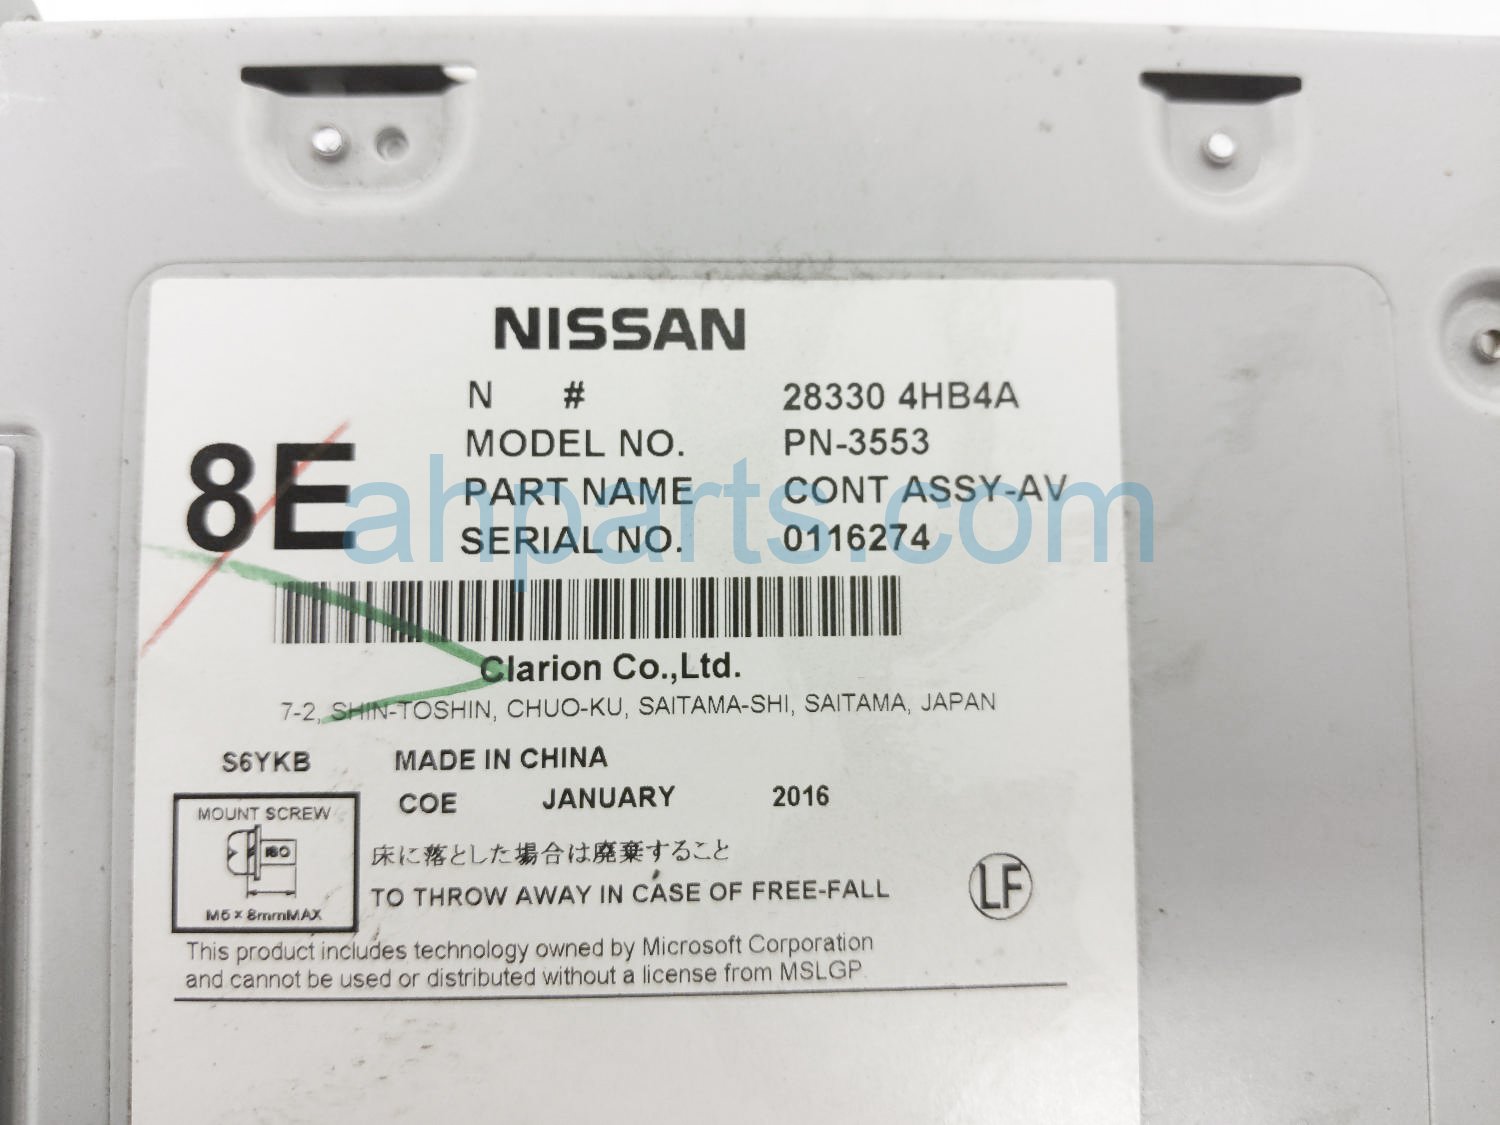 NISSAN
N # 28330 4HB4A
8E
MODEL NO. PN-3553
PART NAME CONT ASSY-AV
SERIAL NO. 0116274
ahparts.com
Clarion Co.,Ltd.
7-2, SHIN-TOSHIN, CHUO-KU, SAITAMA-SHI, SAITAMA, JAPAN
S6YKB MADE IN CHINA
COE JANUARY 2016
MOUNT SCREW
ISO
M5 x 8mmMAX
床に落とした場合は廃棄すること
TO THROW AWAY IN CASE OF FREE-FALL
LF
This product includes technology owned by Microsoft Corporation
and cannot be used or distributed without a license from MSLGP.